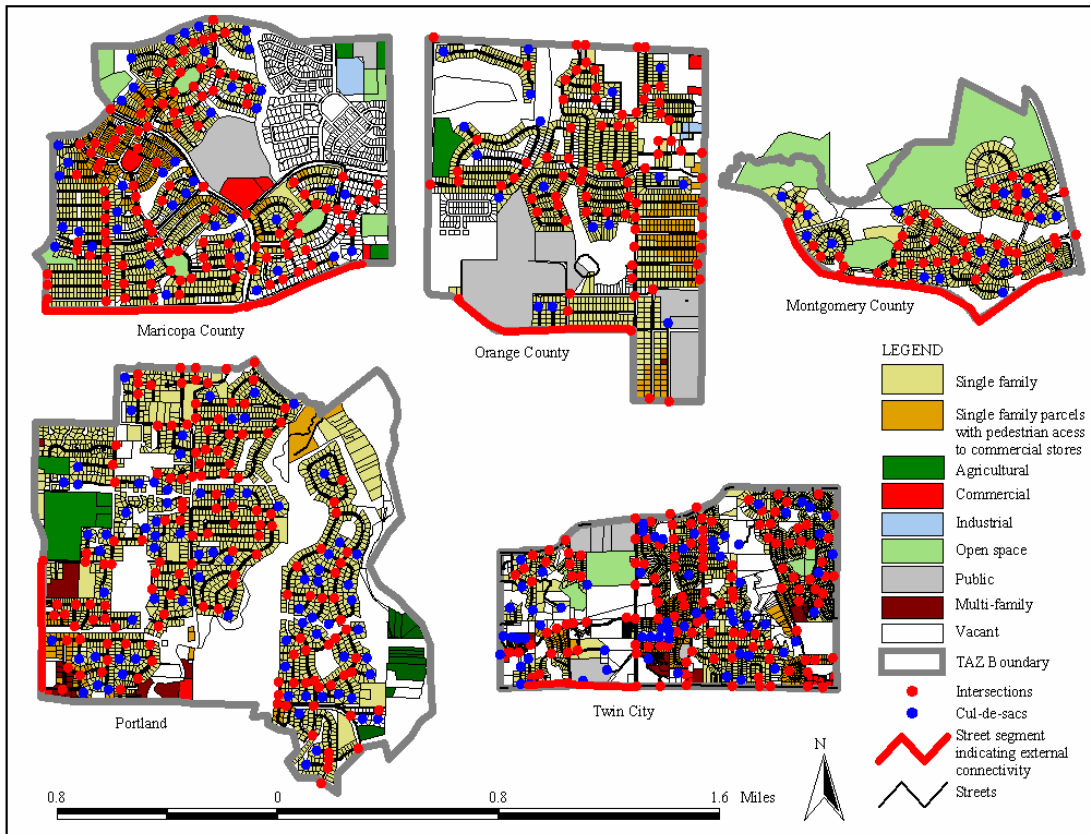 Maricopa County
Orange County
Montgomery County
Portland
Twin City
LEGEND
Single family
Single family parcels
with pedestrian acess
to commercial stores
Agricultural
Commercial
Industrial
Open space
Public
Multi-family
Vacant
TAZ Boundary
Intersections
Cul-de-sacs
Street segment
indicating external
connectivity
Streets
N
0.8 0 0.8 1.6 Miles